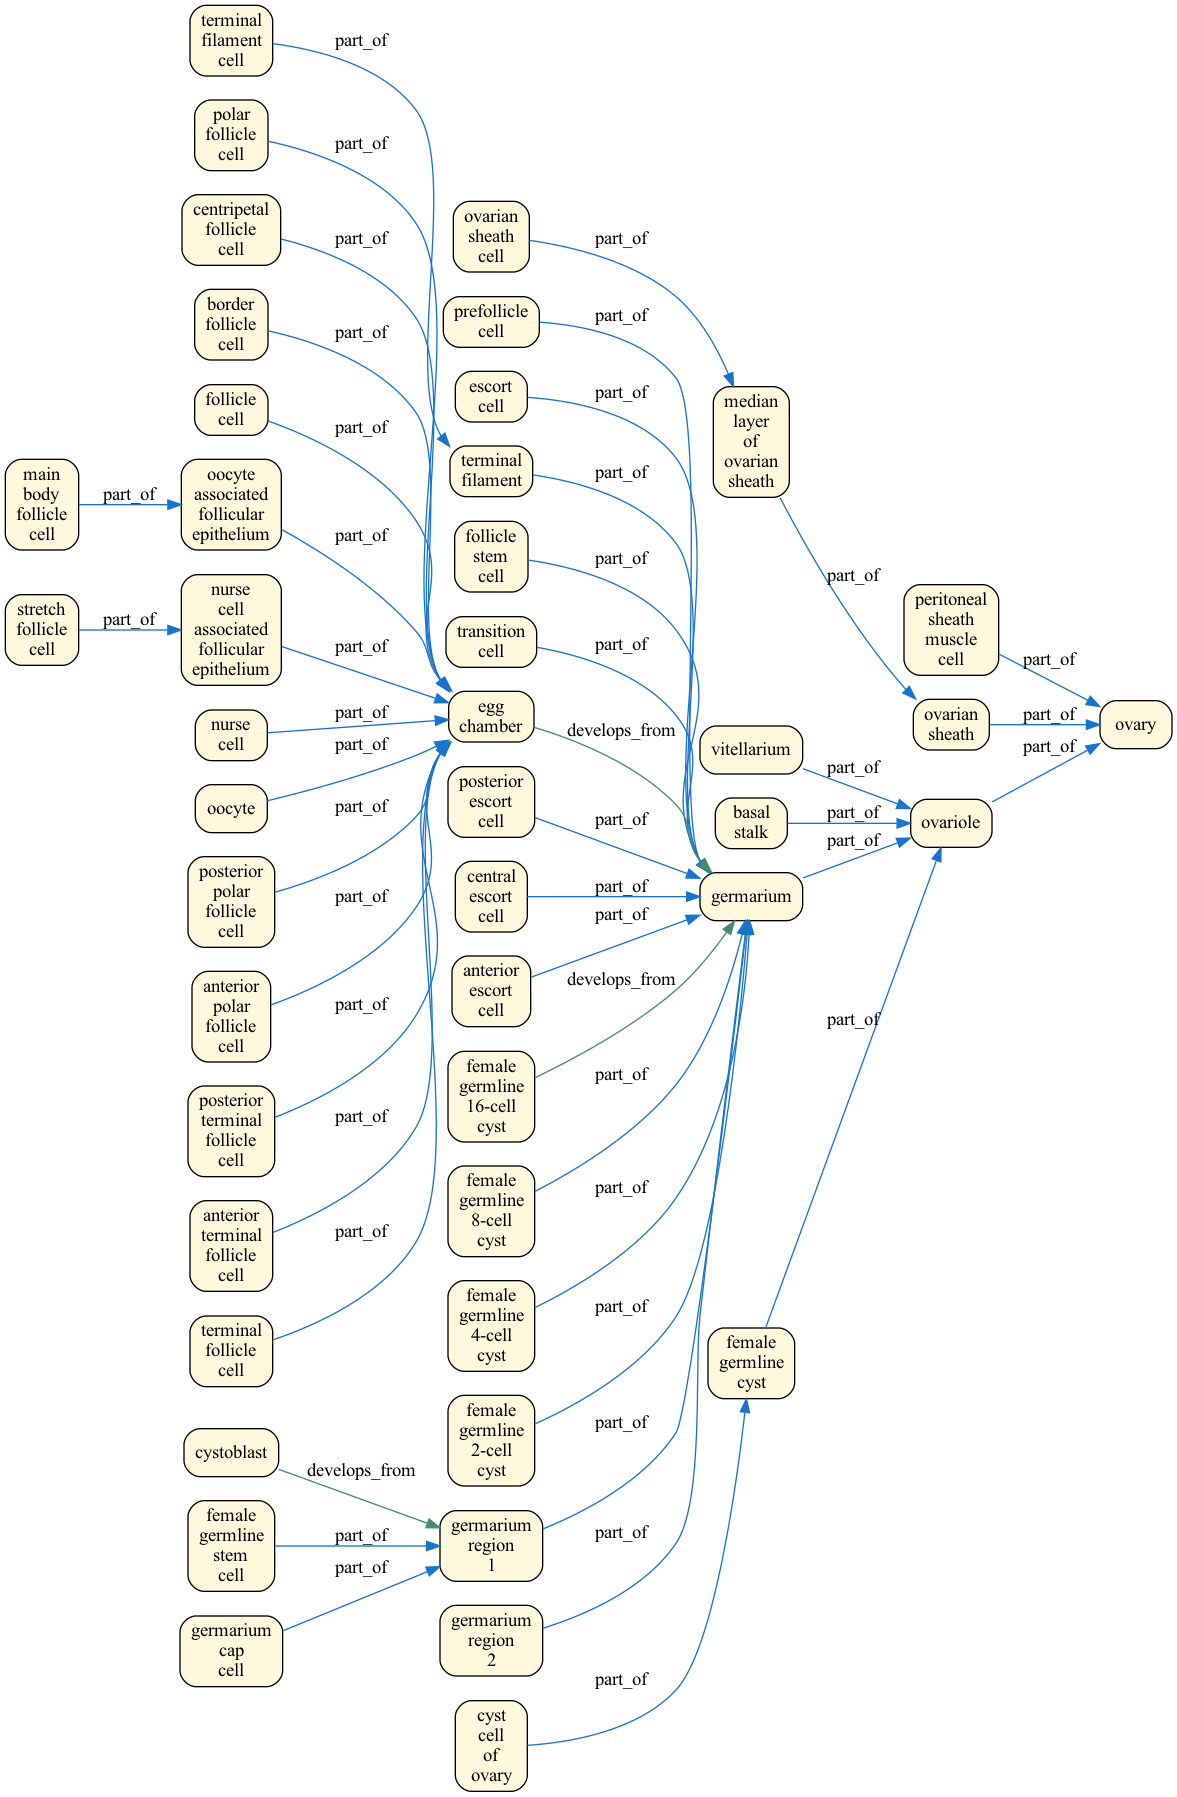 terminal
filament
cell
part_of
polar
follicle
cell
part_of
centripetal
follicle
cell
part_of
border
follicle
cell
part_of
follicle
cell
part_of
main
body
follicle
cell
part_of
oocyte
associated
follicular
epithelium
part_of
stretch
follicle
cell
part_of
nurse
cell
associated
follicular
epithelium
part_of
nurse
cell
part_of
oocyte
part_of
posterior
polar
follicle
cell
part_of
anterior
polar
follicle
cell
part_of
posterior
terminal
follicle
cell
part_of
anterior
terminal
follicle
cell
part_of
terminal
follicle
cell
part_of
cystoblast
develops_from
female
germline
stem
cell
part_of
germarium
cap
cell
part_of
ovarian
sheath
cell
part_of
prefollicle
cell
part_of
escort
cell
part_of
terminal
filament
part_of
follicle
stem
cell
part_of
transition
cell
part_of
egg
chamber
develops_from
posterior
escort
cell
part_of
central
escort
cell
part_of
anterior
escort
cell
part_of
female
germline
16-cell
cyst
develops_from
female
germline
8-cell
cyst
part_of
female
germline
4-cell
cyst
part_of
female
germline
2-cell
cyst
part_of
germarium
region
1
part_of
germarium
region
2
part_of
cyst
cell
of
ovary
part_of
median
layer
of
ovarian
sheath
part_of
vitellarium
part_of
basal
stalk
part_of
germarium
part_of
female
germline
cyst
part_of
peritoneal
sheath
muscle
cell
part_of
ovarian
sheath
part_of
ovariole
part_of
ovary